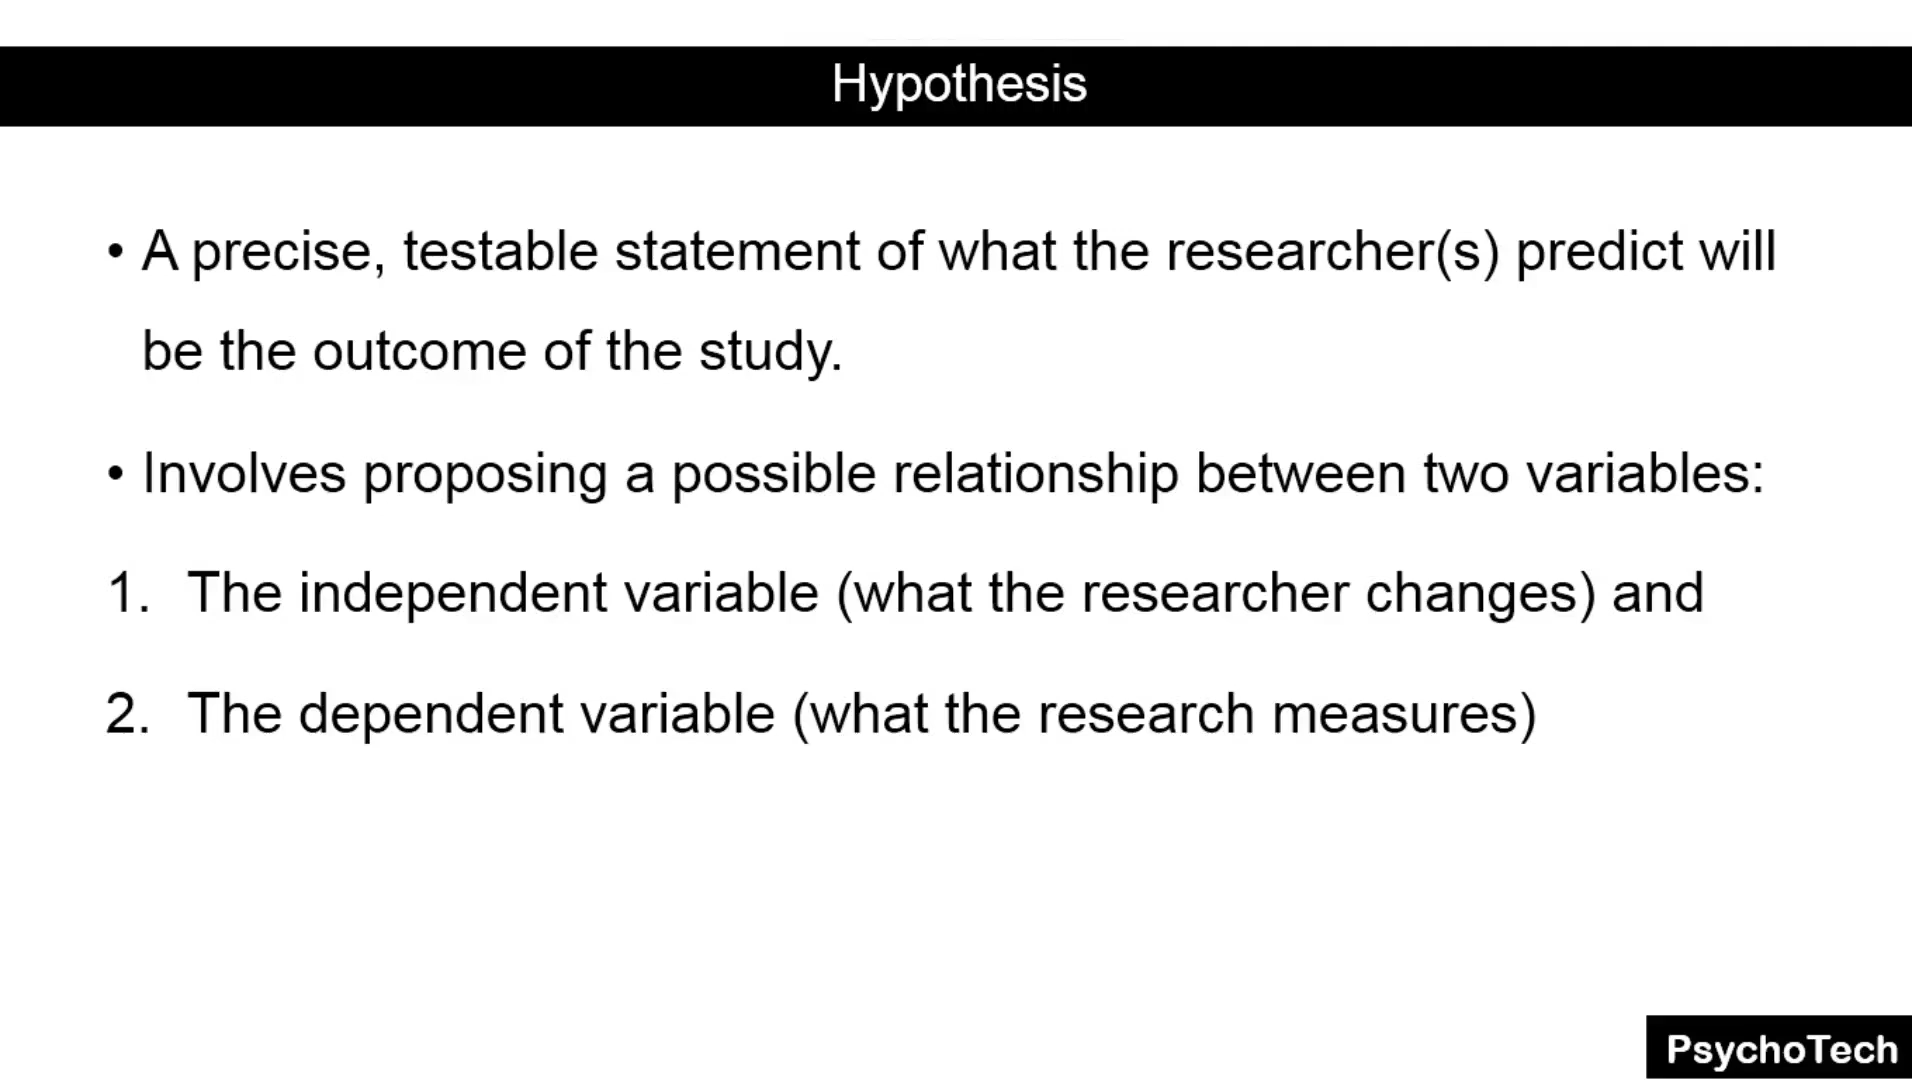 Hypothesis
• A precise, testable statement of what the researcher(s) predict will
be the outcome of the study.
• Involves proposing a possible relationship between two variables:
1. The independent variable (what the researcher changes) and
2. The dependent variable (what the research measures)
PsychoTech